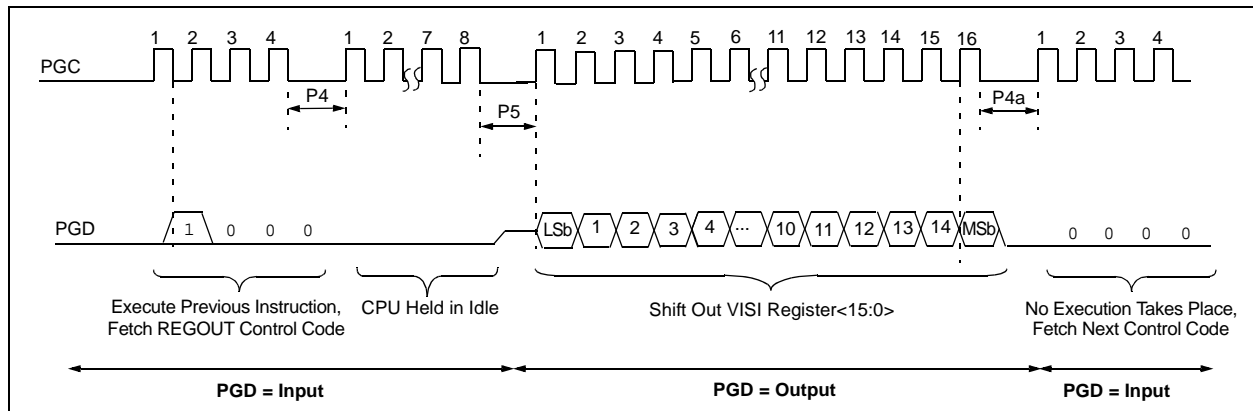 1 2 3 4 1 2 7 8 1 2 3 4 5 6 11 12 13 14 15 16 1 2 3 4
PGC
P4 P5 P4a
PGD 1 0 0 0 LSb 1 2 3 4 ... 10 11 12 13 14 MSb 0 0 0 0
Execute Previous Instruction,
Fetch REGOUT Control Code
CPU Held in Idle
Shift Out VISI Register<15:0>
No Execution Takes Place,
Fetch Next Control Code
PGD = Input PGD = Output PGD = Input